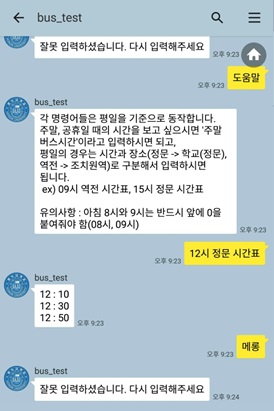 bus_test
잘못 입력하셨습니다. 다시 입력해주세요
오후 9:23
도움말
오후 9:23
bus_test
각 명령어들은 평일을 기준으로 동작합니다.
주말, 공휴일 때의 시간을 보고 싶으시면 '주말
버스시간'이라고 입력하시면 되고,
평일의 경우는 시간과 장소(정문 -> 학교(정문),
역전 -> 조치원역)로 구분해서 입력하시면
됩니다.
ex) 09시 역전 시간표, 15시 정문 시간표
유의사항 : 아침 8시와 9시는 반드시 앞에 0을
붙여줘야 함(08시, 09시)
오후 9:23
12시 정문 시간표
오후 9:23
bus_test
12 : 10
12 : 30
12 : 50
오후 9:23
메롱
오후 9:23
bus_test
잘못 입력하셨습니다. 다시 입력해주세요
오후 9:24